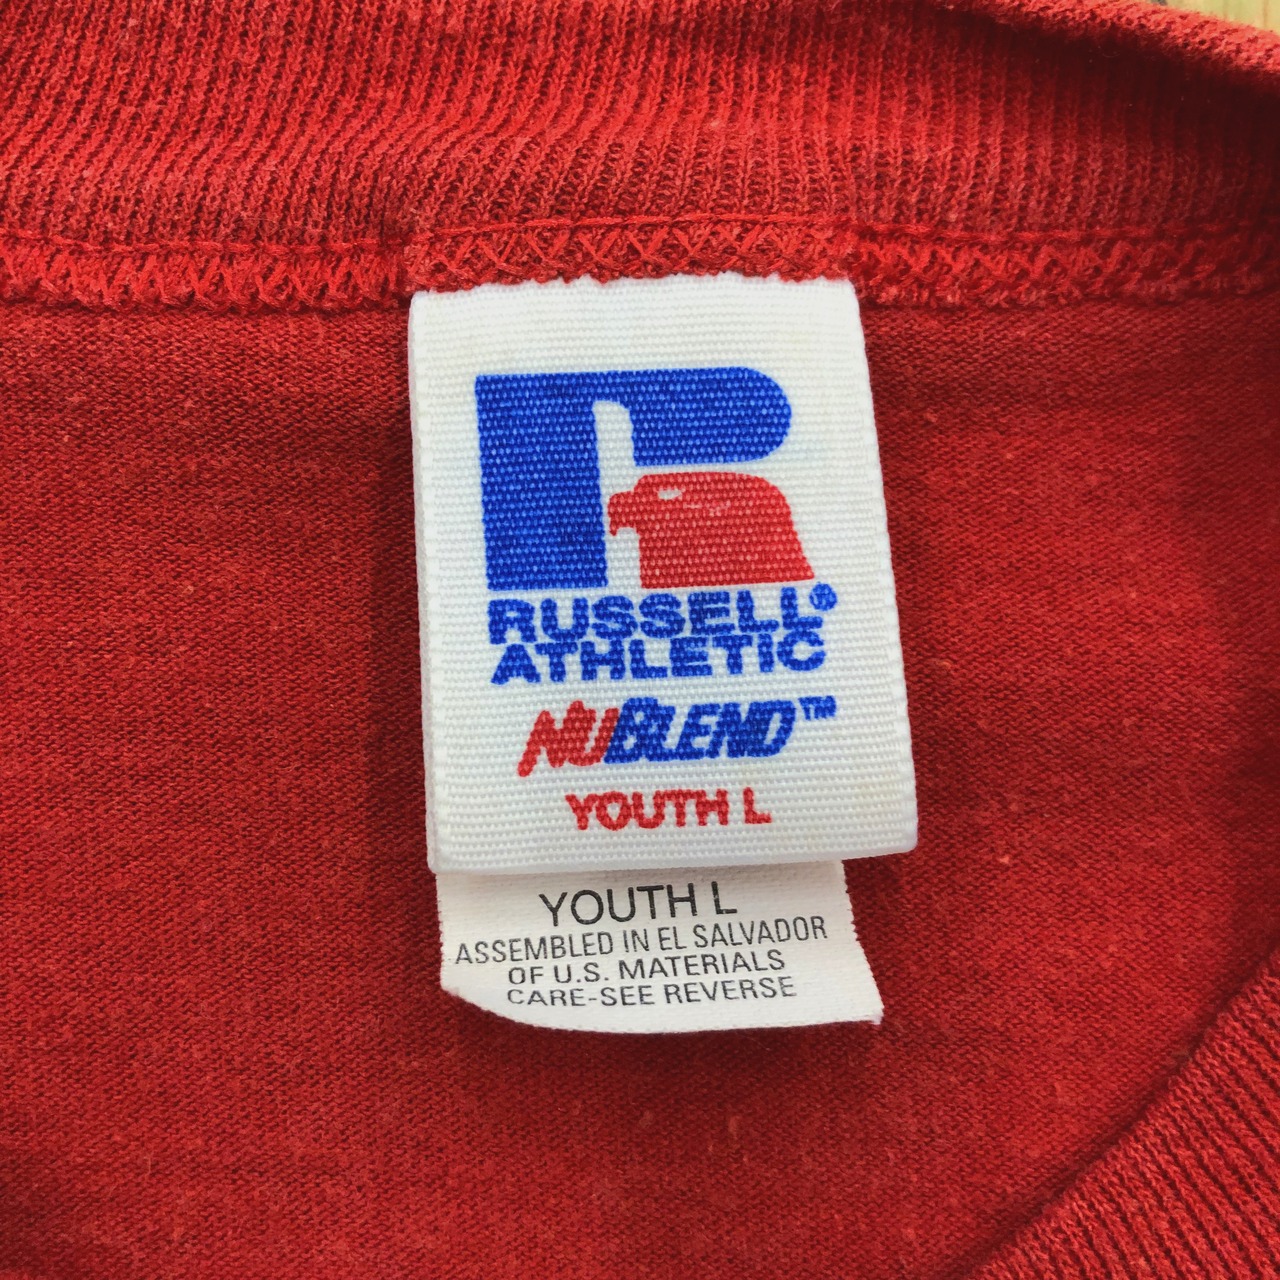 RUSSELL®
ATHLETIC
NUBLEND™
YOUTH L
YOUTH L
ASSEMBLED IN EL SALVADOR
OF U.S. MATERIALS
CARE-SEE REVERSE